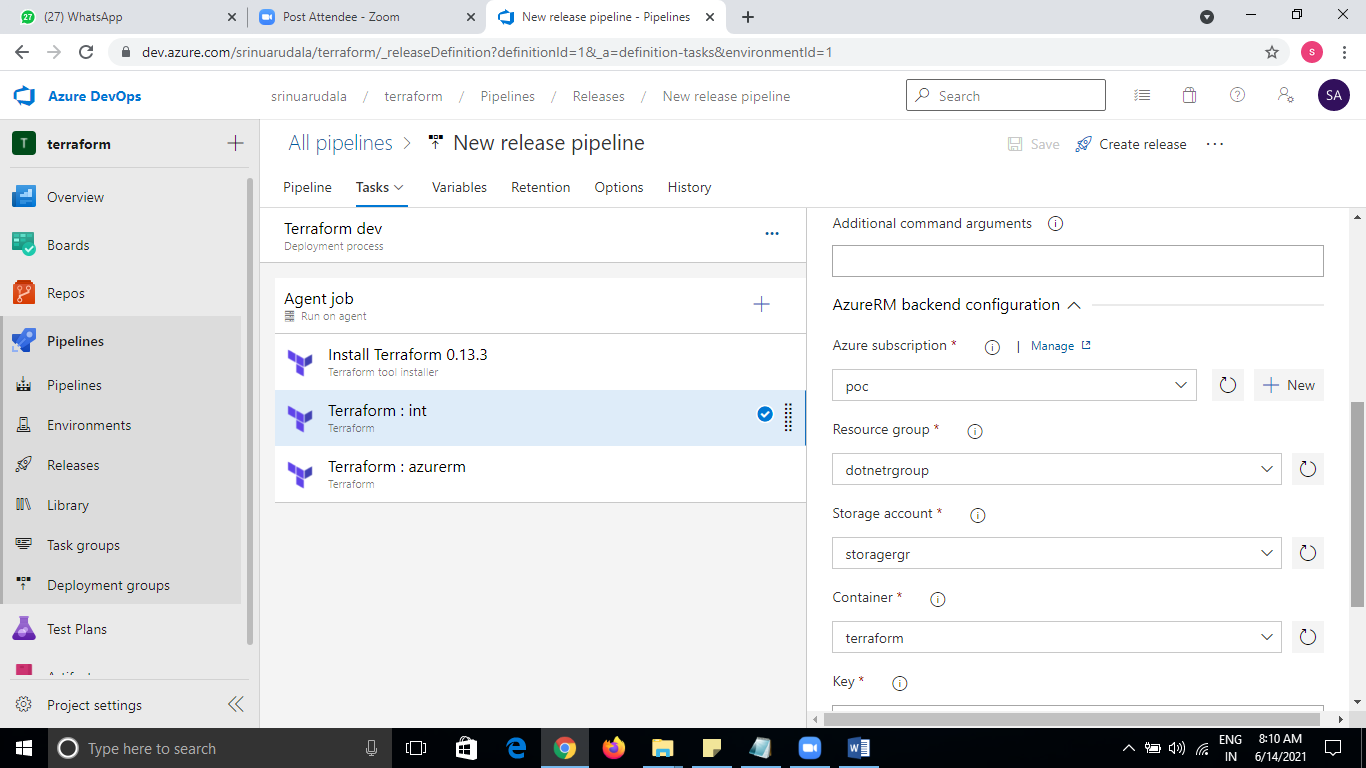 27
(27) WhatsApp
Post Attendee - Zoom
New release pipeline - Pipelines
dev.azure.com/srinuarudala/terraform/_releaseDefinition?definitionId=1&_a=definition-tasks&environmentId=1
s
Azure DevOps
srinuarudala / terraform / Pipelines / Releases / New release pipeline
Search
SA
T
terraform
All pipelines > New release pipeline
Save
Create release
Pipeline
Tasks
Variables
Retention
Options
History
Overview
Boards
Repos
Pipelines
Pipelines
Environments
Releases
Library
Task groups
Deployment groups
Test Plans
Project settings
Terraform dev
Deployment process
Agent job
Run on agent
Install Terraform 0.13.3
Terraform tool installer
Terraform : int
Terraform
Terraform : azurerm
Terraform
Additional command arguments
AzureRM backend configuration
Azure subscription * | Manage
poc
New
Resource group *
dotnetrgroup
Storage account *
storagergr
Container *
terraform
Key *
Type here to search
ENG
IN
8:10 AM
6/14/2021